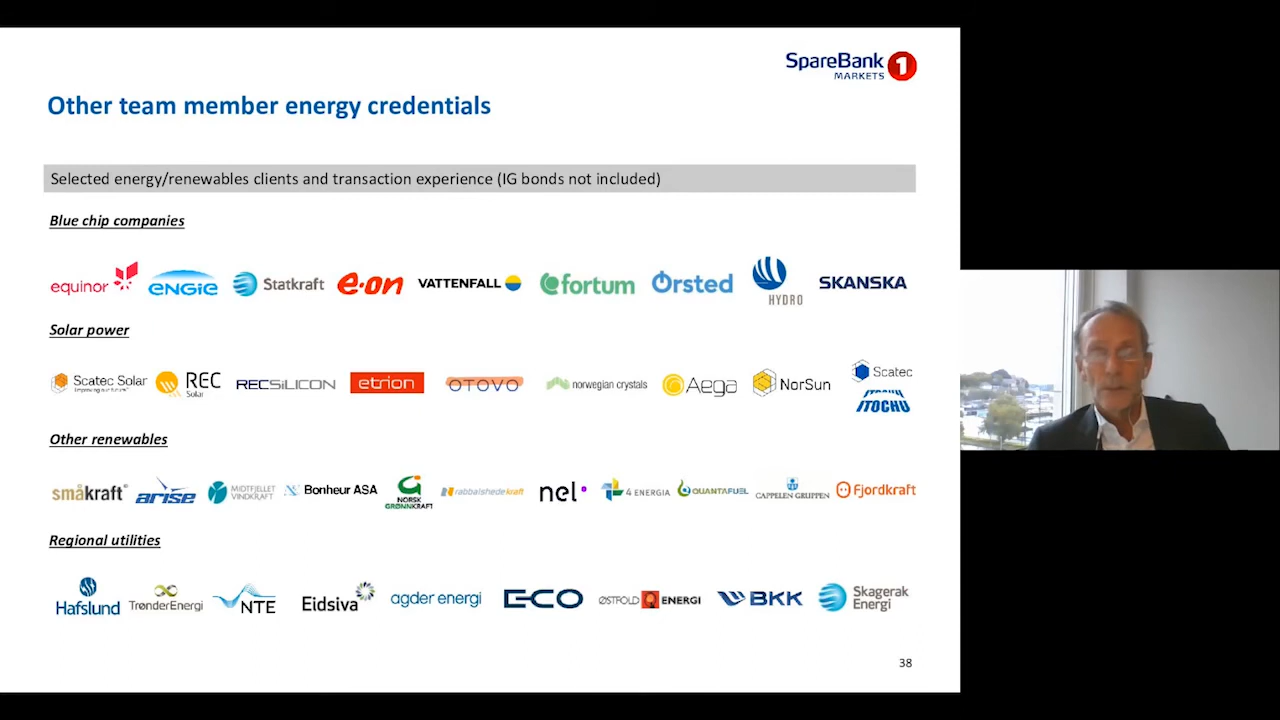 SpareBank 1
MARKETS
Other team member energy credentials
Selected energy/renewables clients and transaction experience (IG bonds not included)
Blue chip companies
equinor ENGIE Statkraft e·on VATTENFALL fortum Ørsted HYDRO SKANSKA
Solar power
Scatec Solar REC Solar REC SILICON etrion OTOVO norwegian crystals Aega NorSun Scatec
ITOCHU
Other renewables
småkraft arise MIDTFJELLET VINDKRAFT Bonheur ASA NORSK GRØNNKRAFT rabbalshede kraft nel 4 ENERGIA QUANTAFUEL CAPPELEN GRUPPEN Fjordkraft
Regional utilities
Hafslund TrønderEnergi NTE Eidsiva agder energi ECO ØSTFOLD ENERGI BKK Skagerak Energi
38